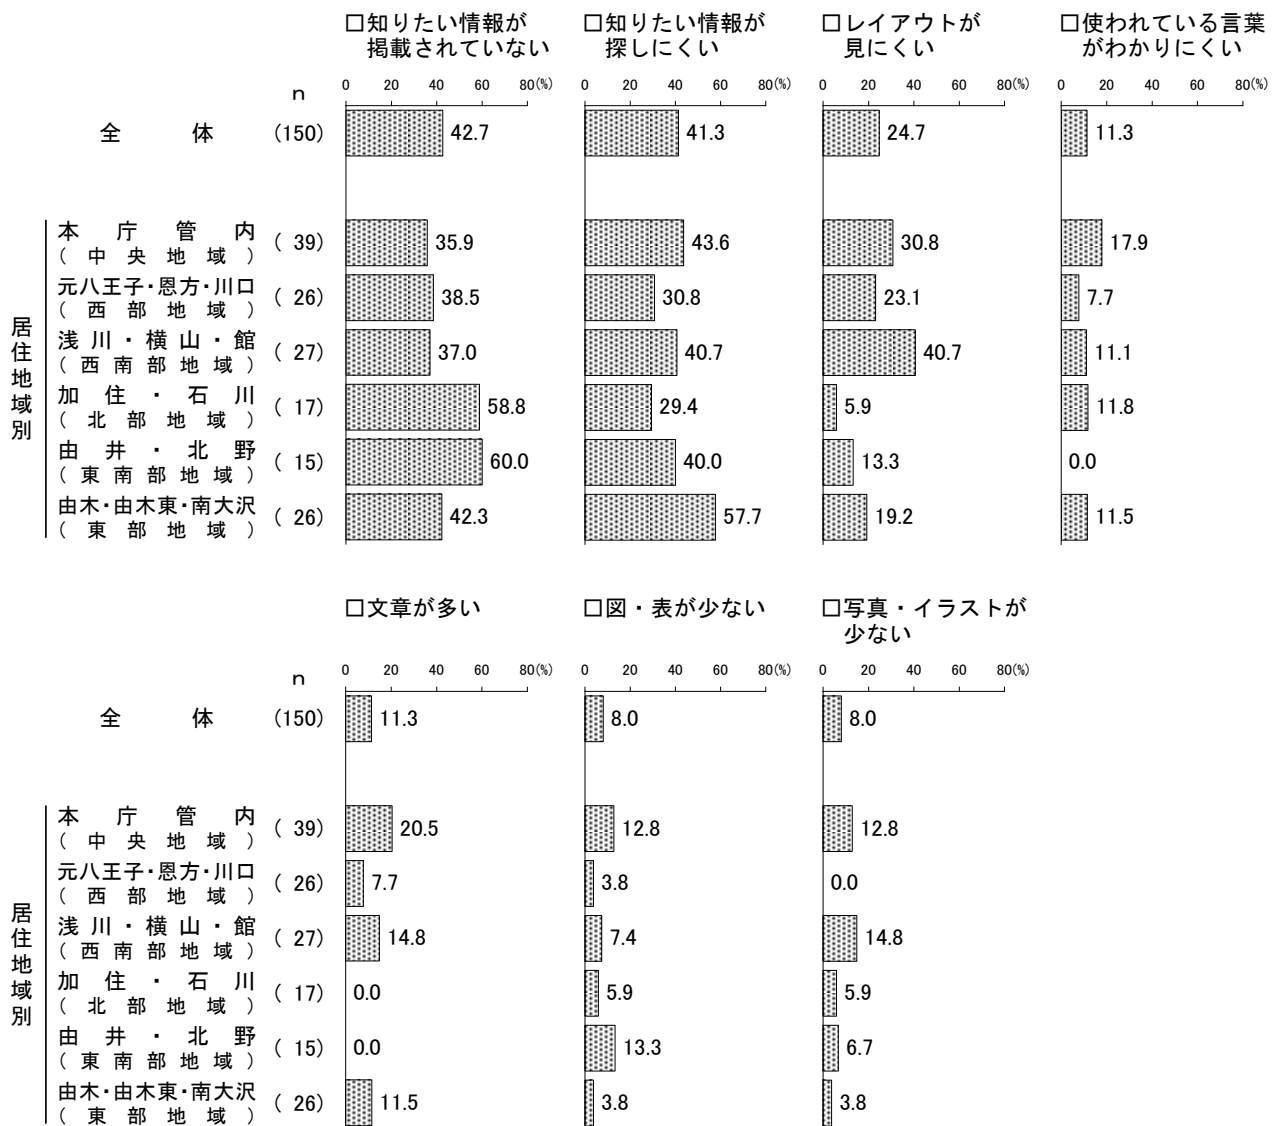 □知りたい情報が
掲載されていない
□知りたい情報が
探しにくい
□レイアウトが
見にくい
□使われている言葉
がわかりにくい
n
0 20 40 60 80(%)
0 20 40 60 80(%)
0 20 40 60 80(%)
0 20 40 60 80(%)
全体 (150) 42.7 41.3 24.7 11.3
居住地域別
本庁管内
(中央地域) (39) 35.9 43.6 30.8 17.9
元八王子・恩方・川口
(西部地域) (26) 38.5 30.8 23.1 7.7
浅川・横山・館
(西南部地域) (27) 37.0 40.7 40.7 11.1
加住・石川
(北部地域) (17) 58.8 29.4 5.9 11.8
由井・北野
(東南部地域) (15) 60.0 40.0 13.3 0.0
由木・由木東・南大沢
(東部地域) (26) 42.3 57.7 19.2 11.5
□文章が多い
□図・表が少ない
□写真・イラストが
少ない
n
0 20 40 60 80(%)
0 20 40 60 80(%)
0 20 40 60 80(%)
全体 (150) 11.3 8.0 8.0
居住地域別
本庁管内
(中央地域) (39) 20.5 12.8 12.8
元八王子・恩方・川口
(西部地域) (26) 7.7 3.8 0.0
浅川・横山・館
(西南部地域) (27) 14.8 7.4 14.8
加住・石川
(北部地域) (17) 0.0 5.9 5.9
由井・北野
(東南部地域) (15) 0.0 13.3 6.7
由木・由木東・南大沢
(東部地域) (26) 11.5 3.8 3.8